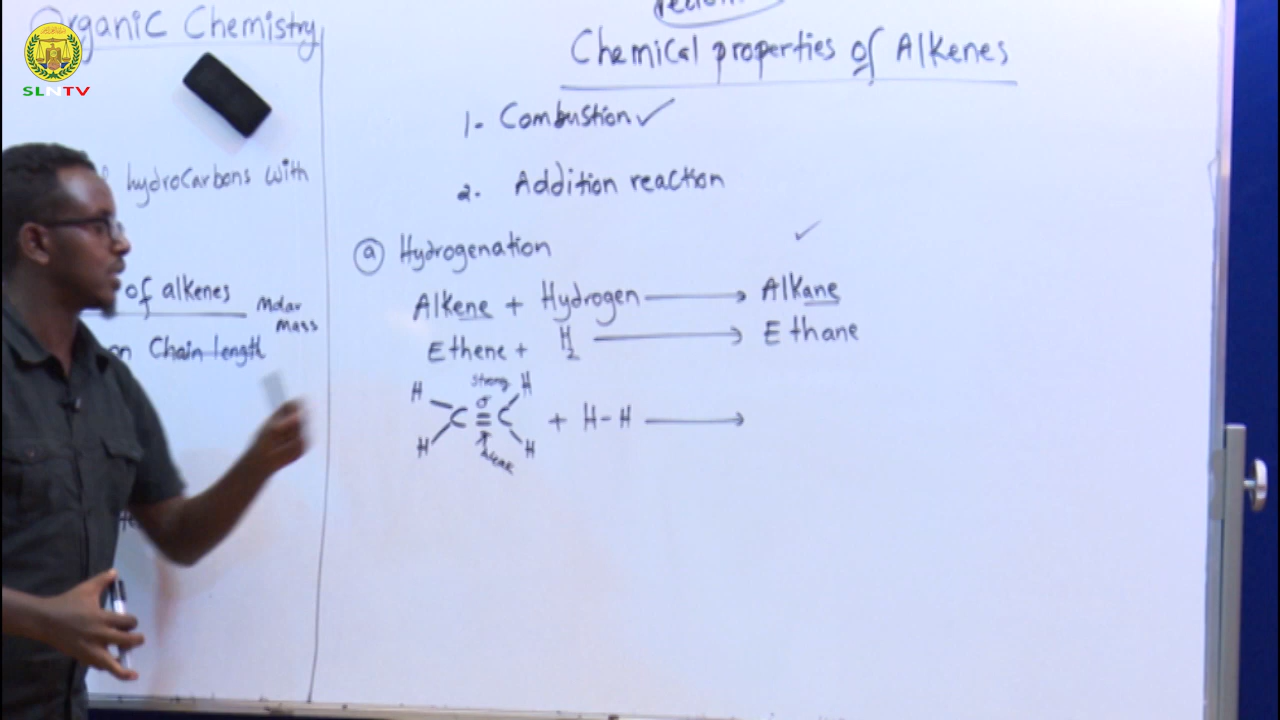 Organic Chemistry
SLNTV
hydrocarbons with
of alkenes
Molar
mass
Chain length
Chemical properties of Alkenes
1- Combustion ✓
2. Addition reaction
ⓐ Hydrogenation ✓
Alkene + Hydrogen ⟶ Alkane
Ethene + H₂ ⟶ Ethane
H strong H
σ
C = C + H-H ⟶
H weak H